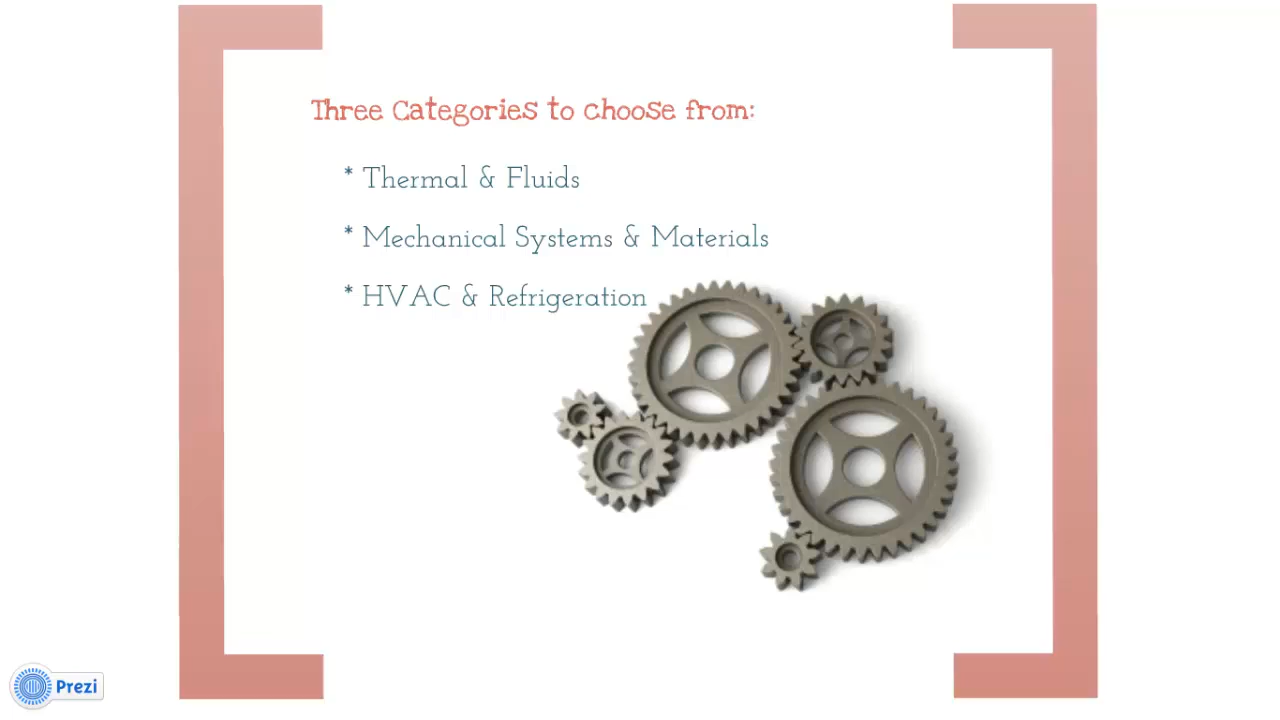 Three Categories to choose from:
* Thermal & Fluids
* Mechanical Systems & Materials
* HVAC & Refrigeration
Prezi